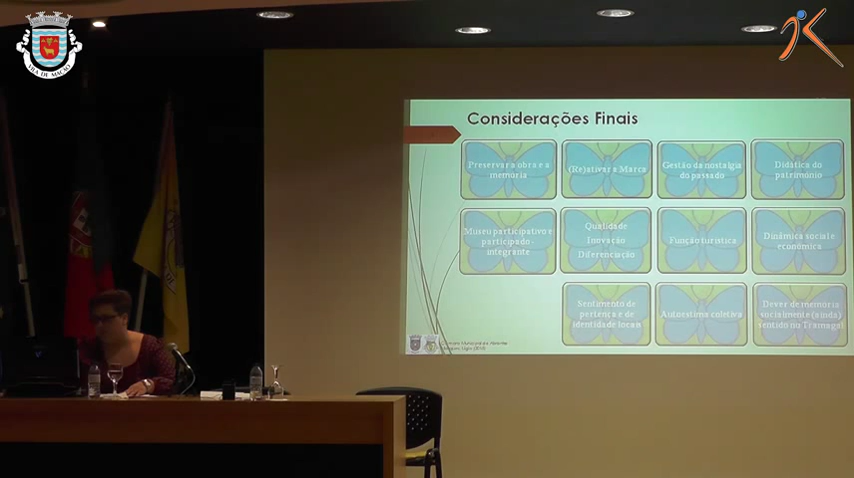 VILA DE MAÇÃO
Considerações Finais
Preservar a obra e a
memória
(Re)ativar a Marca
Gestão da nostalgia
do passado
Didática do
património
Museu participativo e
participado -
integrante
Qualidade
Inovação
Diferenciação
Função turística
Dinâmica social e
económica
Sentimento de
pertença e de
identidade locais
Autoestima coletiva
Dever de memória
socialmente (ainda)
sentido no Tramagal